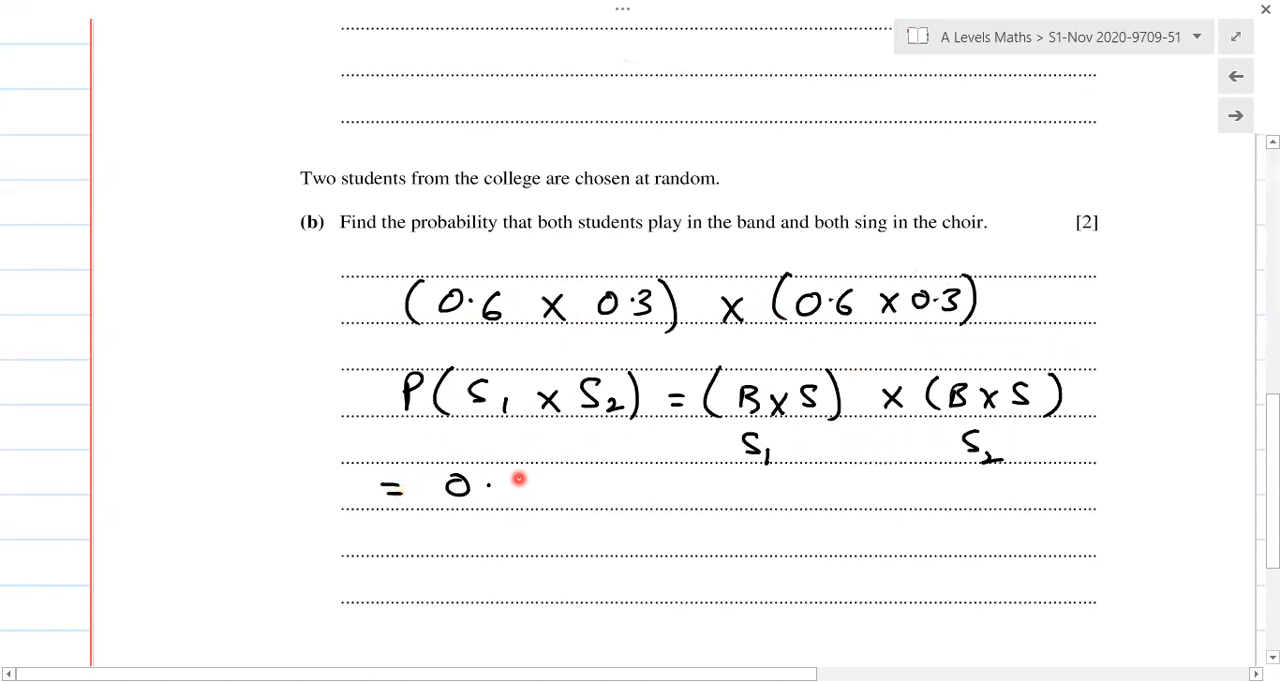 A Levels Maths > S1-Nov 2020-9709-51
Two students from the college are chosen at random.
(b) Find the probability that both students play in the band and both sing in the choir. [2]
(0.6 x 0.3) x (0.6 x 0.3)
P(S₁ x S₂) = (B x S) x (B x S)
S₁ S₂
= 0.